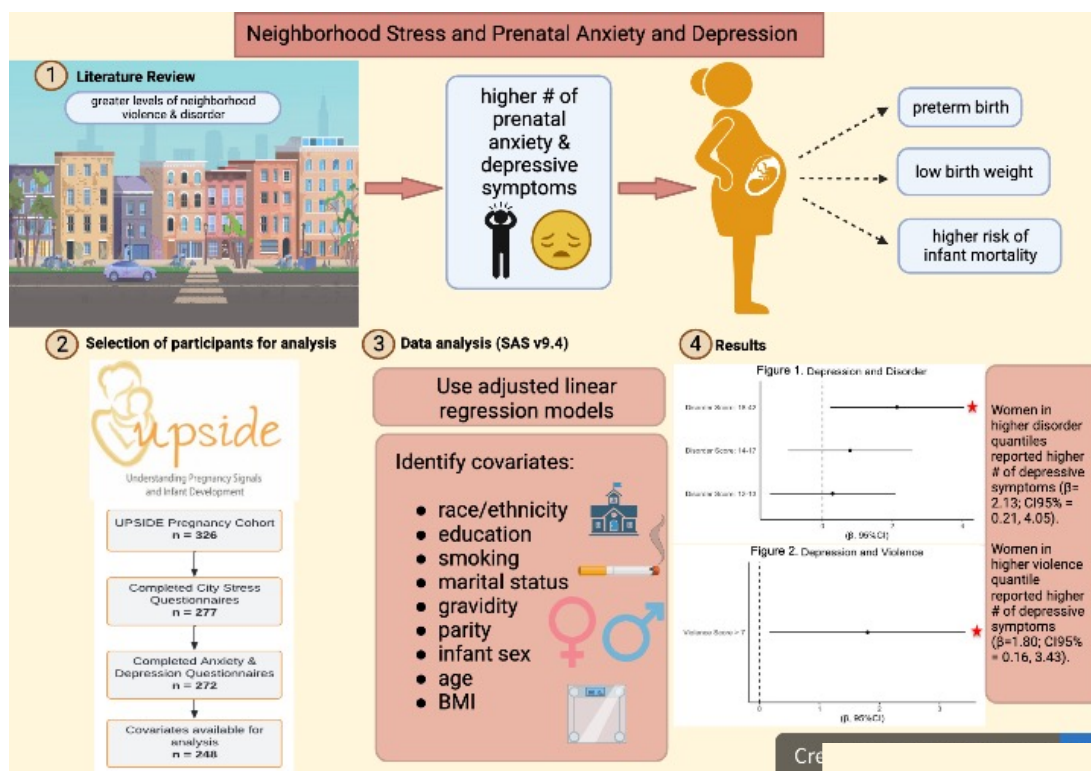 Neighborhood Stress and Prenatal Anxiety and Depression
1 Literature Review
greater levels of neighborhood
violence & disorder
higher # of
prenatal
anxiety &
depressive
symptoms
preterm birth
low birth weight
higher risk of
infant mortality
2 Selection of participants for analysis
upside
Understanding Pregnancy Signals
and Infant Development
UPSIDE Pregnancy Cohort
n = 326
Completed City Stress
Questionnaires
n = 277
Completed Anxiety &
Depression Questionnaires
n = 272
Covariates available for
analysis
n = 248
3 Data analysis (SAS v9.4)
Use adjusted linear
regression models
Identify covariates:
● race/ethnicity
● education
● smoking
● marital status
● gravidity
● parity
● infant sex
● age
● BMI
4 Results
Figure 1. Depression and Disorder
Disorder Score: 18-42
Disorder Score: 14-17
Disorder Score: 12-13
0 2 4
(β, 95%CI)
Figure 2. Depression and Violence
Violence Score > 7
0 1 2 3
(β, 95%CI)
Women in
higher disorder
quantiles
reported higher
# of depressive
symptoms (β=
2.13; CI95% =
0.21, 4.05).
Women in
higher violence
quantile
reported higher
# of depressive
symptoms
(β=1.80; CI95%
= 0.16, 3.43).
Cre